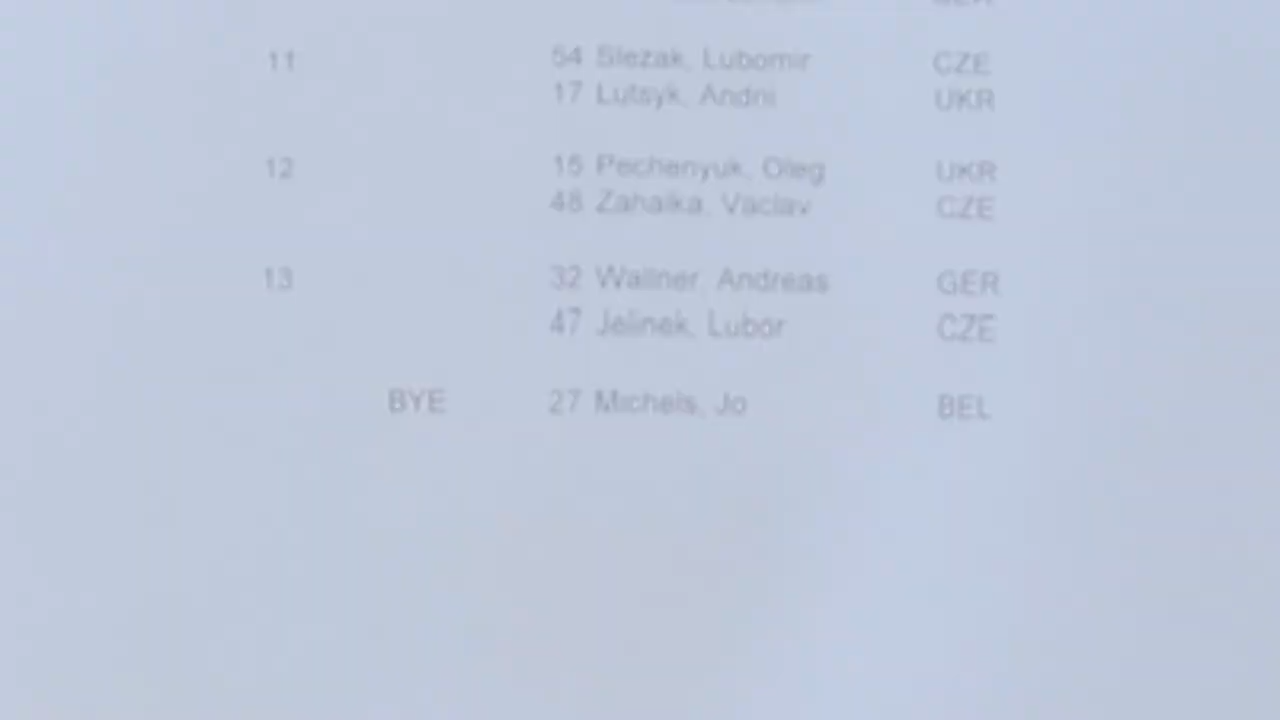 GER
11 54 Slezak, Lubomir CZE
17 Lutsyk, Andrii UKR
12 15 Pechenyuk, Oleg UKR
48 Zahalka, Vaclav CZE
13 32 Wallner, Andreas GER
47 Jelinek, Lubor CZE
BYE 27 Michels, Jo BEL